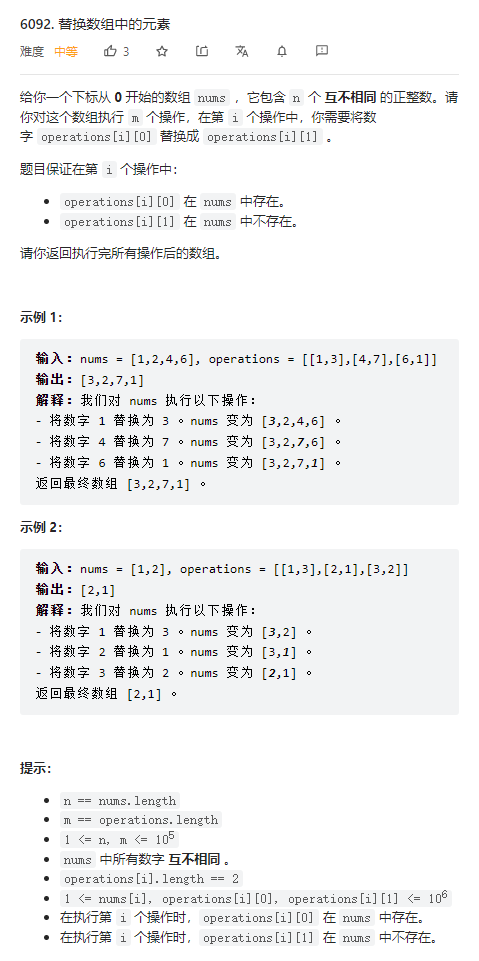 6092. 替换数组中的元素
难度 中等 3
给你一个下标从 0 开始的数组 nums ，它包含 n 个 互不相同 的正整数。请
你对这个数组执行 m 个操作，在第 i 个操作中，你需要将数
字 operations[i][0] 替换成 operations[i][1] 。
题目保证在第 i 个操作中：
• operations[i][0] 在 nums 中存在。
• operations[i][1] 在 nums 中不存在。
请你返回执行完所有操作后的数组。
示例 1：
输入：nums = [1,2,4,6], operations = [[1,3],[4,7],[6,1]]
输出：[3,2,7,1]
解释：我们对 nums 执行以下操作：
- 将数字 1 替换为 3 。nums 变为 [3,2,4,6] 。
- 将数字 4 替换为 7 。nums 变为 [3,2,7,6] 。
- 将数字 6 替换为 1 。nums 变为 [3,2,7,1] 。
返回最终数组 [3,2,7,1] 。
示例 2：
输入：nums = [1,2], operations = [[1,3],[2,1],[3,2]]
输出：[2,1]
解释：我们对 nums 执行以下操作：
- 将数字 1 替换为 3 。nums 变为 [3,2] 。
- 将数字 2 替换为 1 。nums 变为 [3,1] 。
- 将数字 3 替换为 2 。nums 变为 [2,1] 。
返回最终数组 [2,1] 。
提示：
• n == nums.length
• m == operations.length
• 1 <= n, m <= 10⁵
• nums 中所有数字 互不相同 。
• operations[i].length == 2
• 1 <= nums[i], operations[i][0], operations[i][1] <= 10⁶
• 在执行第 i 个操作时，operations[i][0] 在 nums 中存在。
• 在执行第 i 个操作时，operations[i][1] 在 nums 中不存在。